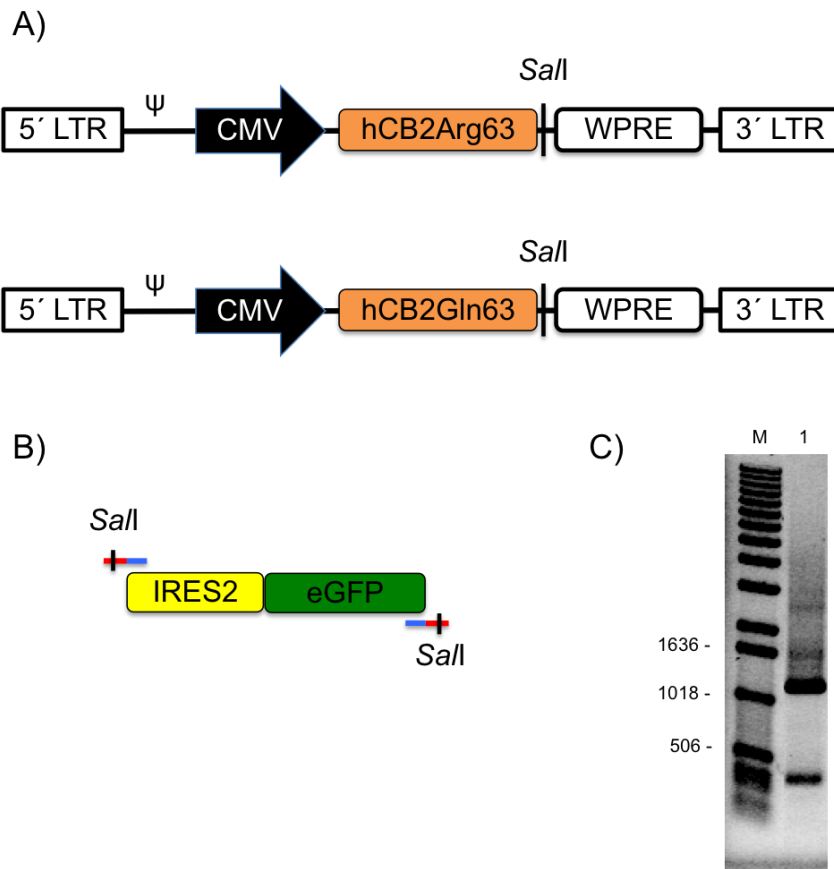 A)
SalI
ψ
5´ LTR CMV hCB2Arg63 WPRE 3´ LTR
SalI
ψ
5´ LTR CMV hCB2Gln63 WPRE 3´ LTR
B)
SalI
IRES2 eGFP
SalI
C)
M 1
1636 -
1018 -
506 -